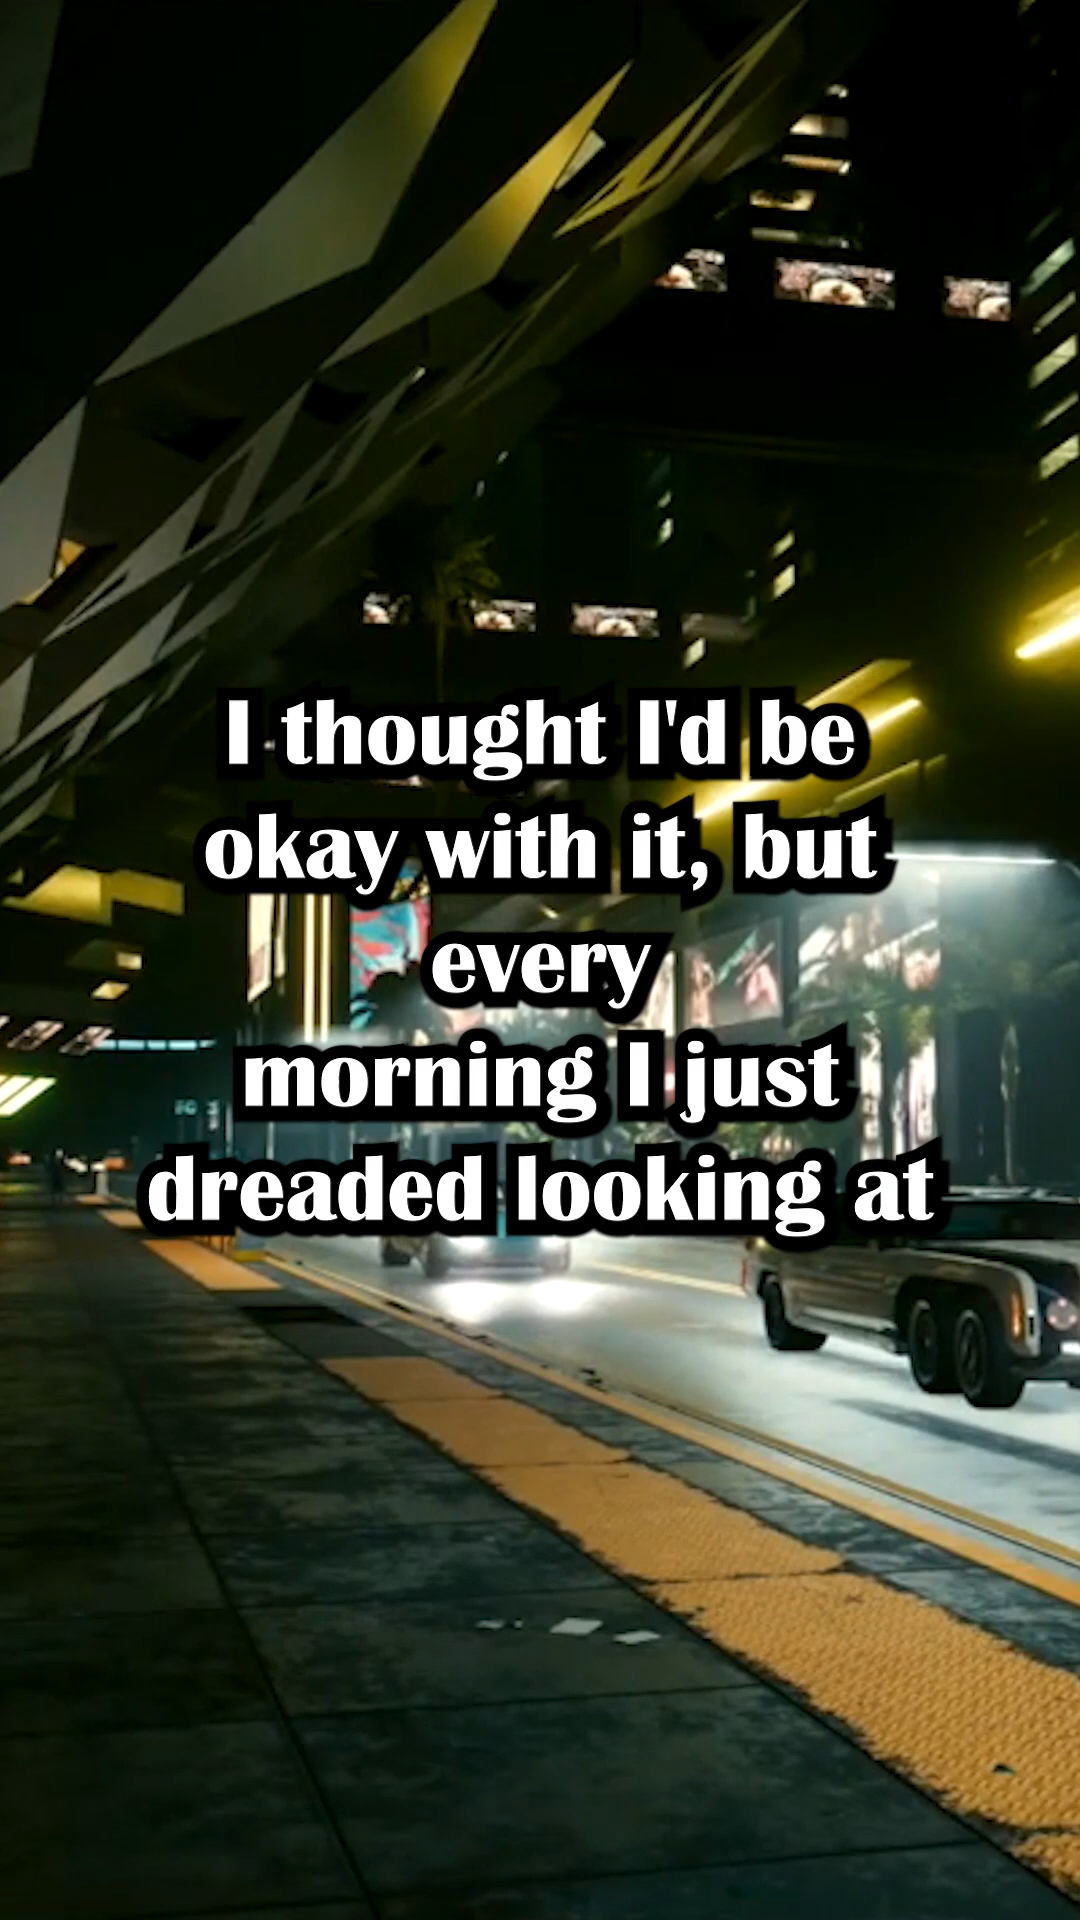 I thought I'd be
okay with it, but
every
morning I just
dreaded looking at